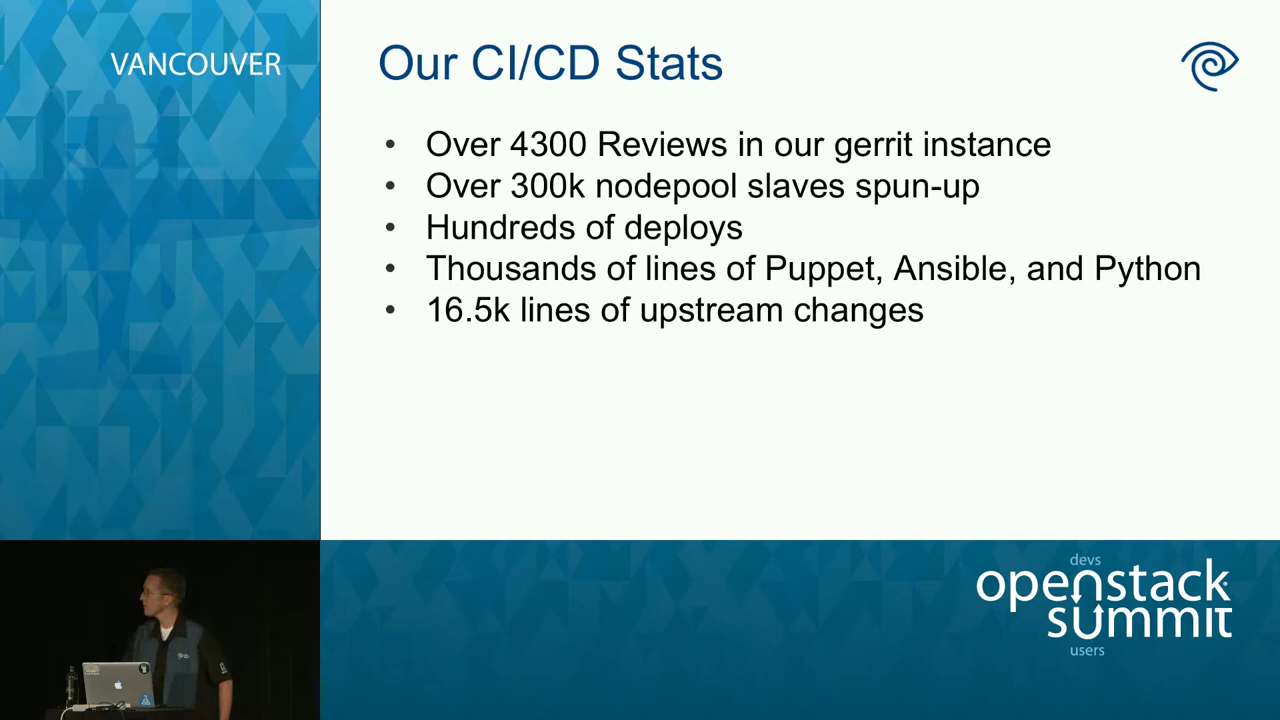 VANCOUVER
Our CI/CD Stats
• Over 4300 Reviews in our gerrit instance
• Over 300k nodepool slaves spun-up
• Hundreds of deploys
• Thousands of lines of Puppet, Ansible, and Python
• 16.5k lines of upstream changes
devs
openstack
summit
users